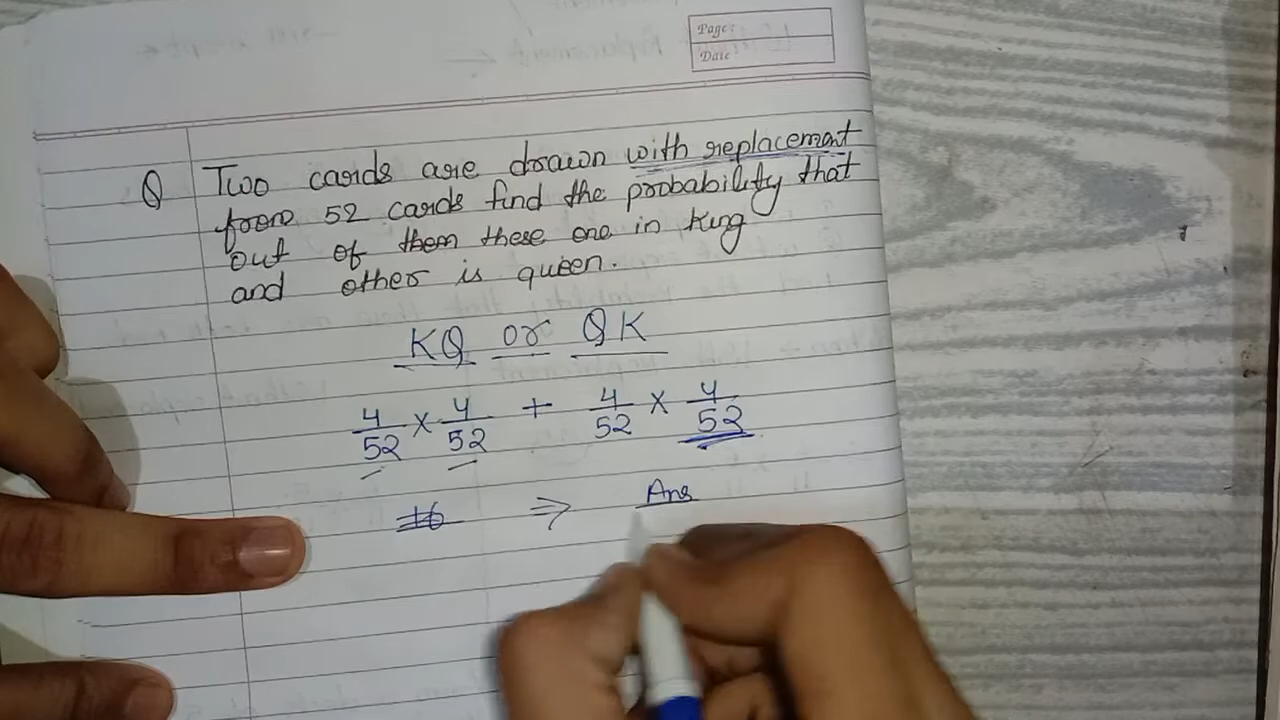 Page:
Date:
Q Two cards are drawn with replacement
from 52 cards find the probability that
out of them these one in King
and other is queen.
KQ or QK
4/52 × 4/52 + 4/52 × 4/52
16 ⇒ Ans